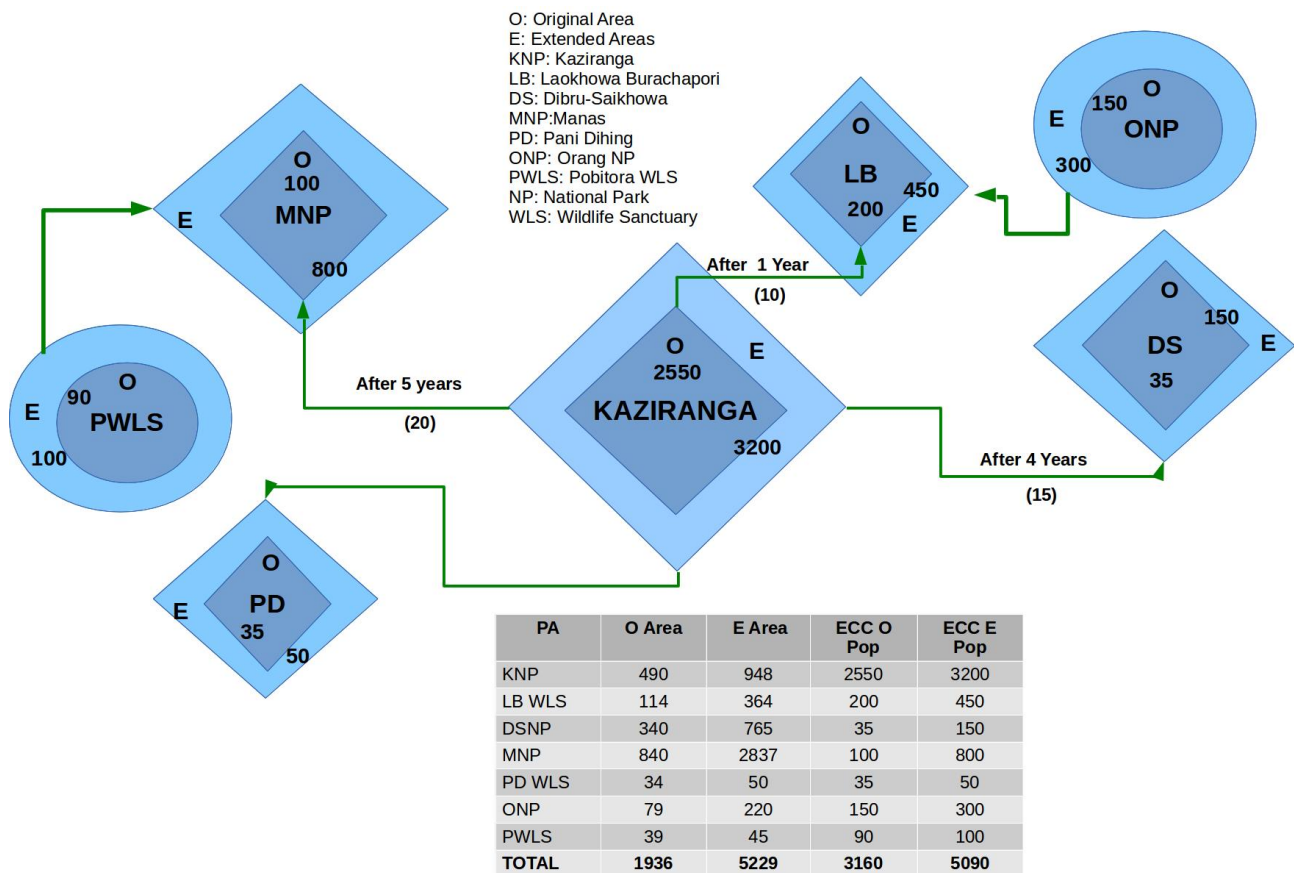 O: Original Area
E: Extended Areas
KNP: Kaziranga
LB: Laokhowa Burachapori
DS: Dibru-Saikhowa
MNP:Manas
PD: Pani Dihing
ONP: Orang NP
PWLS: Pobitora WLS
NP: National Park
WLS: Wildlife Sanctuary
O
100
MNP
E
800
O
LB
450
200
E
O
150
E
ONP
300
After 1 Year
(10)
O
150
DS
E
35
O
E
2550
KAZIRANGA
3200
After 5 years
(20)
O
90
E
PWLS
100
After 4 Years
(15)
O
PD
E
35
50
PA O Area E Area ECC O Pop ECC E Pop
KNP 490 948 2550 3200
LB WLS 114 364 200 450
DSNP 340 765 35 150
MNP 840 2837 100 800
PD WLS 34 50 35 50
ONP 79 220 150 300
PWLS 39 45 90 100
TOTAL 1936 5229 3160 5090